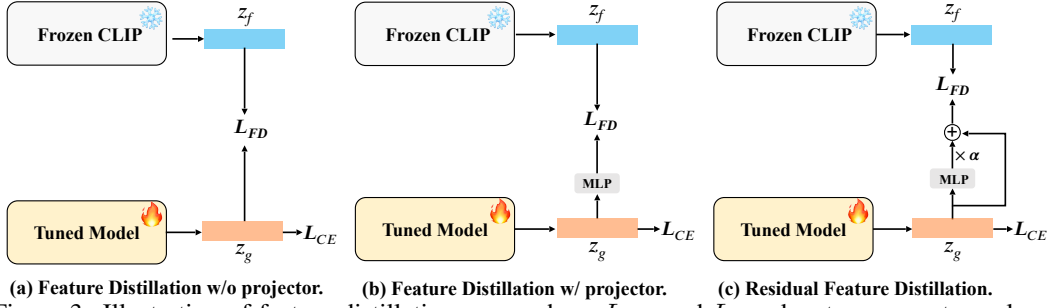 Frozen CLIP
z_f
L_FD
Tuned Model
z_g
L_CE
(a) Feature Distillation w/o projector.
Frozen CLIP
z_f
L_FD
MLP
Tuned Model
z_g
L_CE
(b) Feature Distillation w/ projector.
Frozen CLIP
z_f
L_FD
+
× α
MLP
Tuned Model
z_g
L_CE
(c) Residual Feature Distillation.